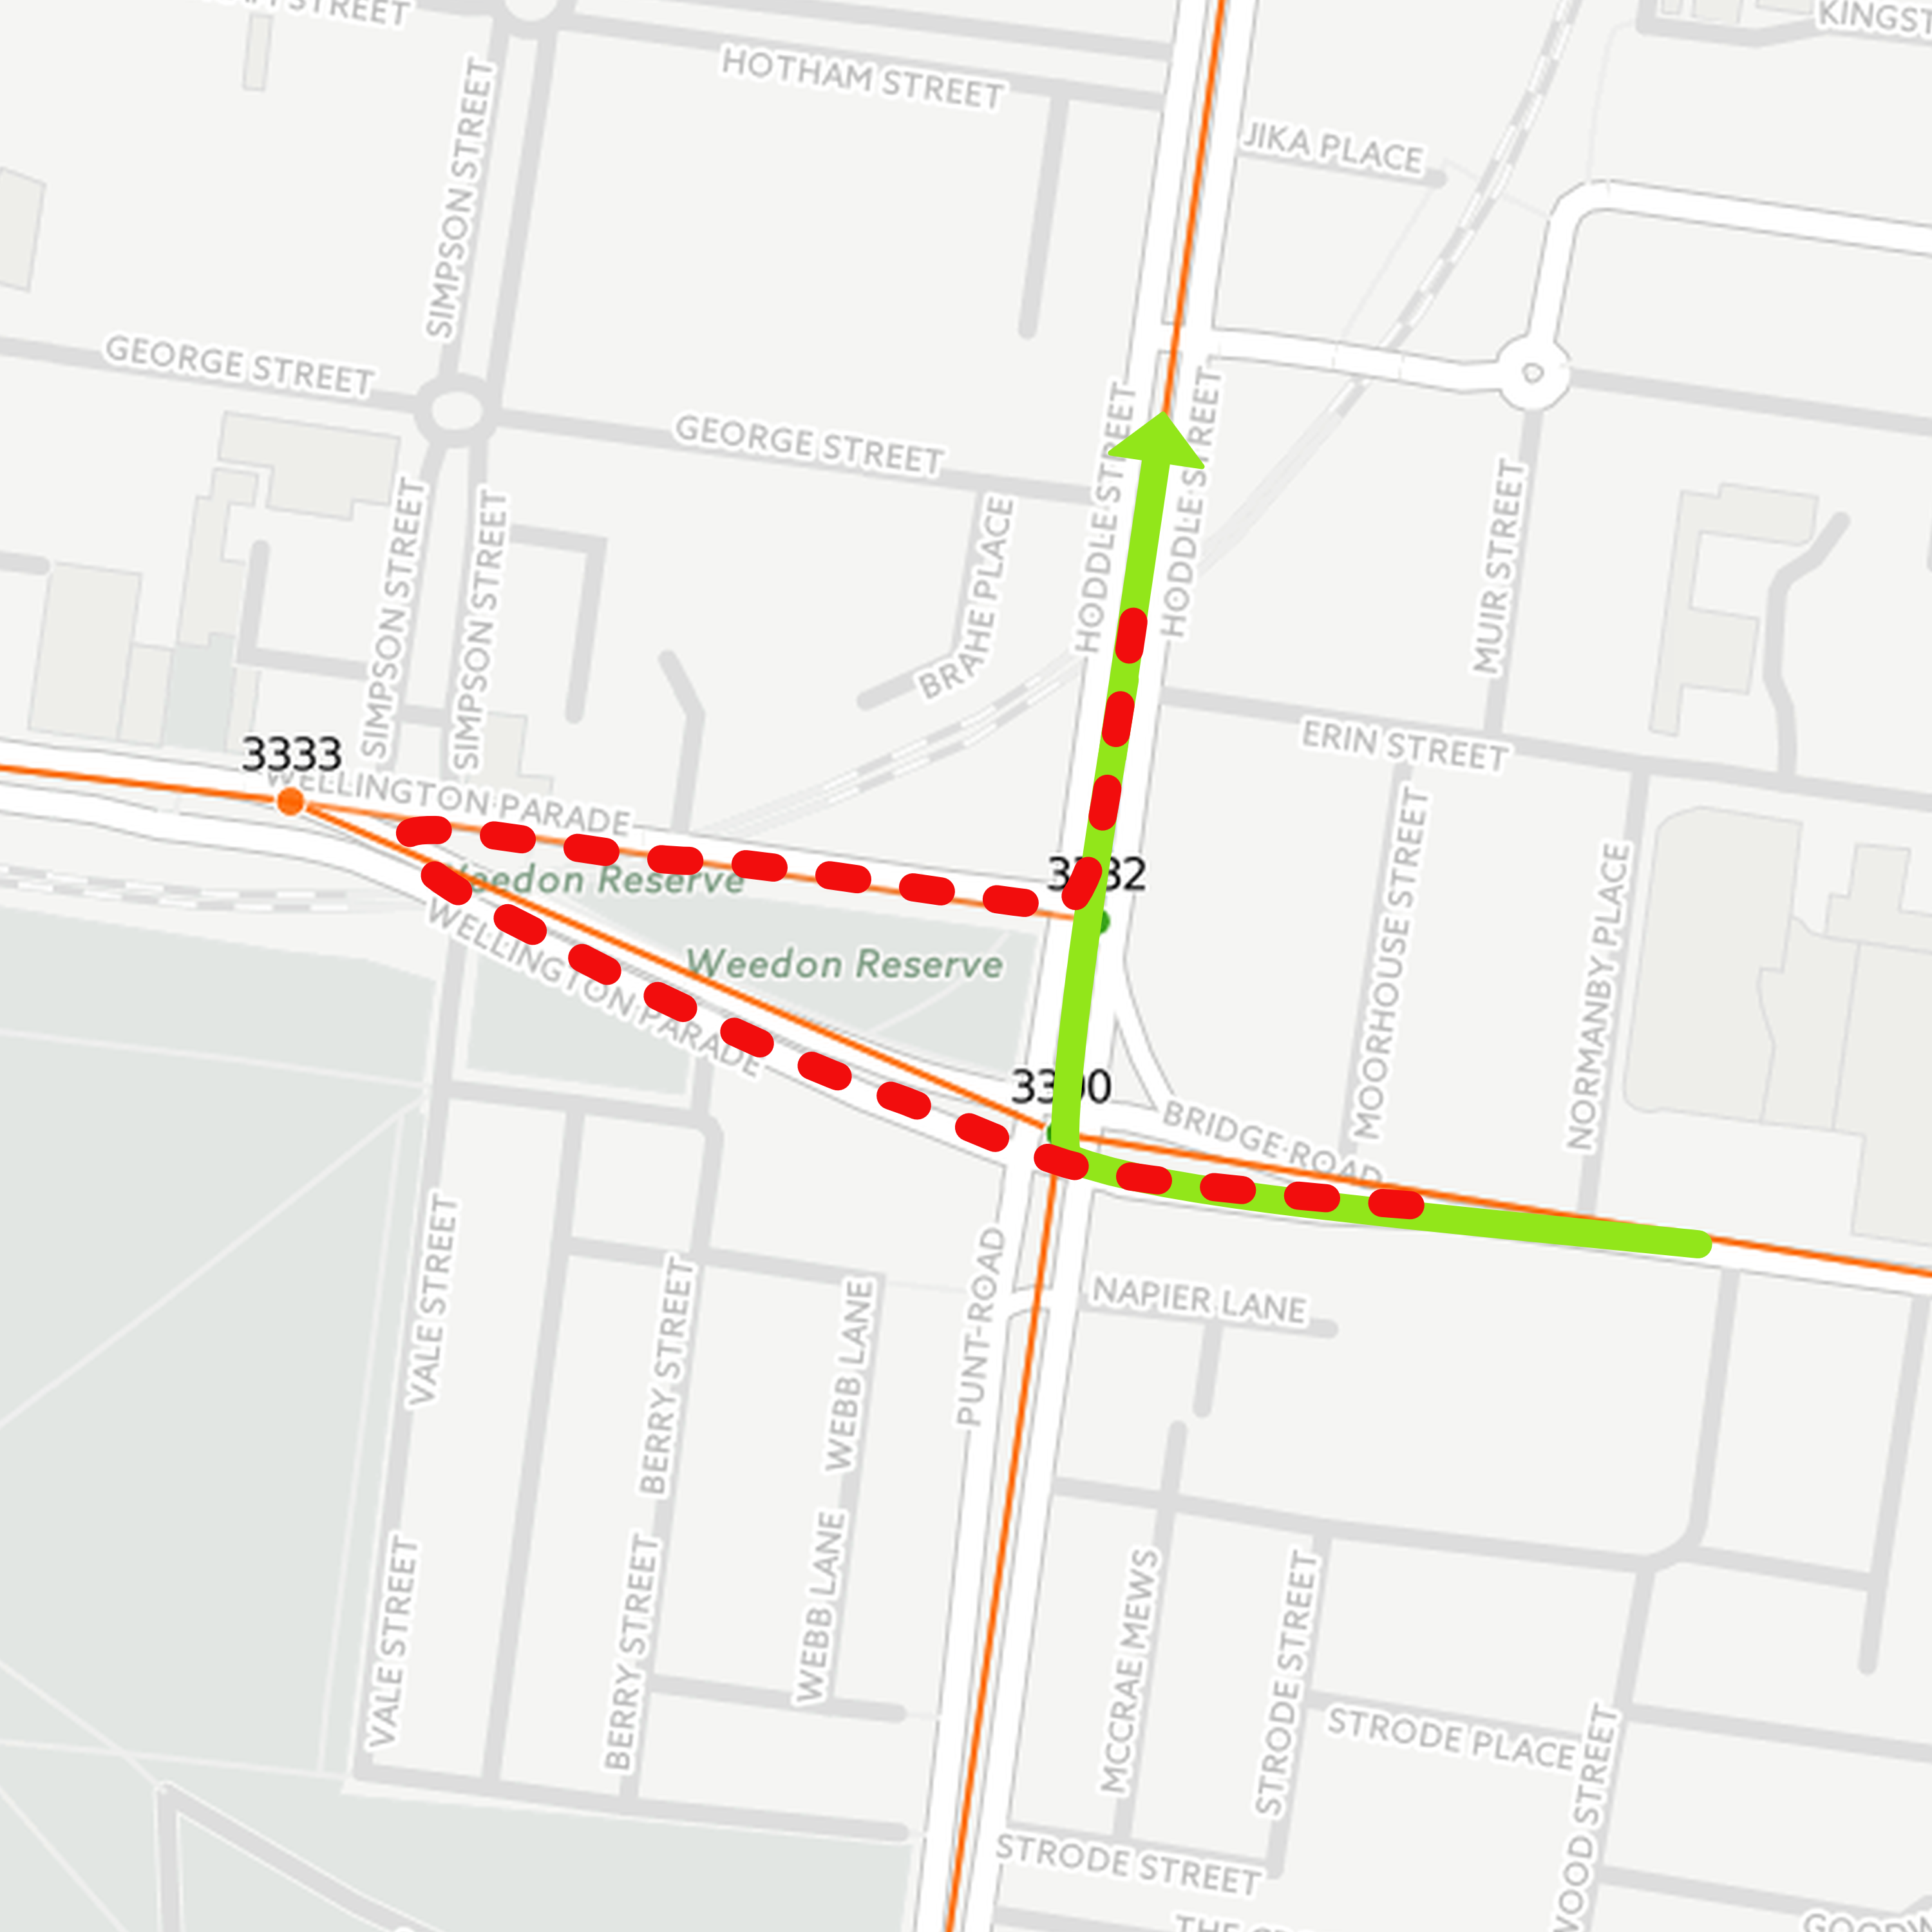 STREET
KINGST
HOTHAM STREET
SIMPSON STREET
JIKA PLACE
GEORGE STREET
GEORGE STREET
HODDLE STREET
HODDLE STREET
SIMPSON STREET
SIMPSON STREET
BRAHE PLACE
MUIR STREET
ERIN STREET
3333
WELLINGTON PARADE
Weedon Reserve
Weedon Reserve
WELLINGTON PARADE
MOORHOUSE STREET
NORMANBY PLACE
BRIDGE ROAD
VALE STREET
BERRY STREET
WEBB LANE
PUNT ROAD
NAPIER LANE
VALE STREET
BERRY STREET
WEBB LANE
MCCRAE MEWS
STRODE STREET
STRODE PLACE
WOOD STREET
STRODE STREET